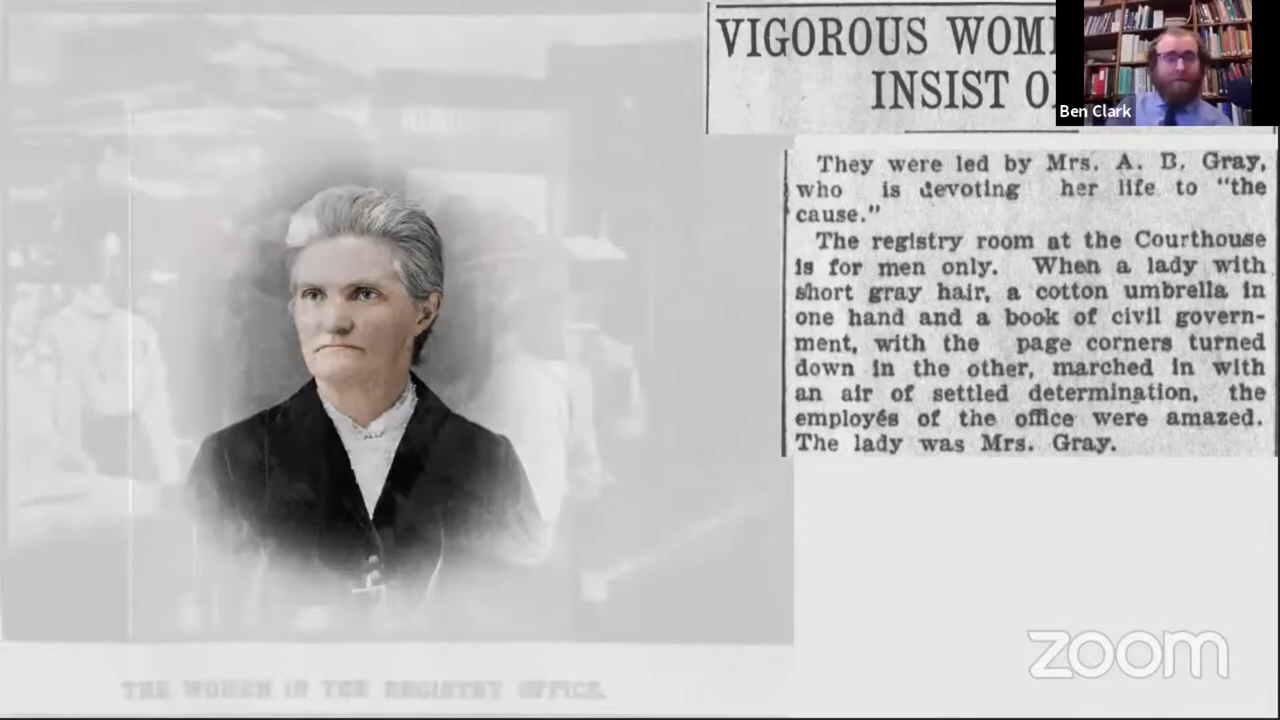 VIGOROUS
INSIST
Ben Clark
They were led by Mrs. A. B. Gray,
who is devoting her life to "the
cause."
The registry room at the Courthouse
is for men only. When a lady with
short gray hair, a cotton umbrella in
one hand and a book of civil govern-
ment, with the page corners turned
down in the other, marched in with
an air of settled determination, the
employés of the office were amazed.
The lady was Mrs. Gray.
zoom
THE WOMEN IN THE REGISTRY OFFICE.